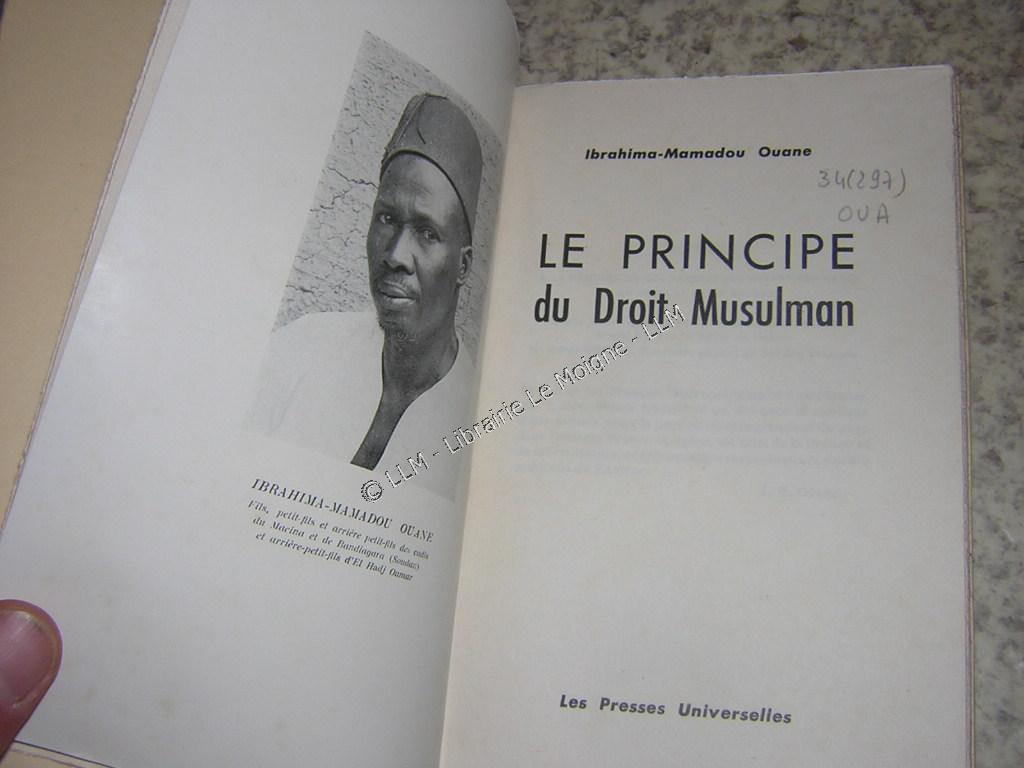 IBRAHIMA-MAMADOU OUANE
Fils, petit-fils et arrière petit-fils des cadis
du Macina et de Bandiagara (Soudan)
et arrière-petit-fils d'El Hadj Oumar
Ibrahima-Mamadou Ouane
34(297)
OUA
LE PRINCIPE
du Droit Musulman
Les Presses Universelles
© LLM - Librairie Le Moigne - LLM